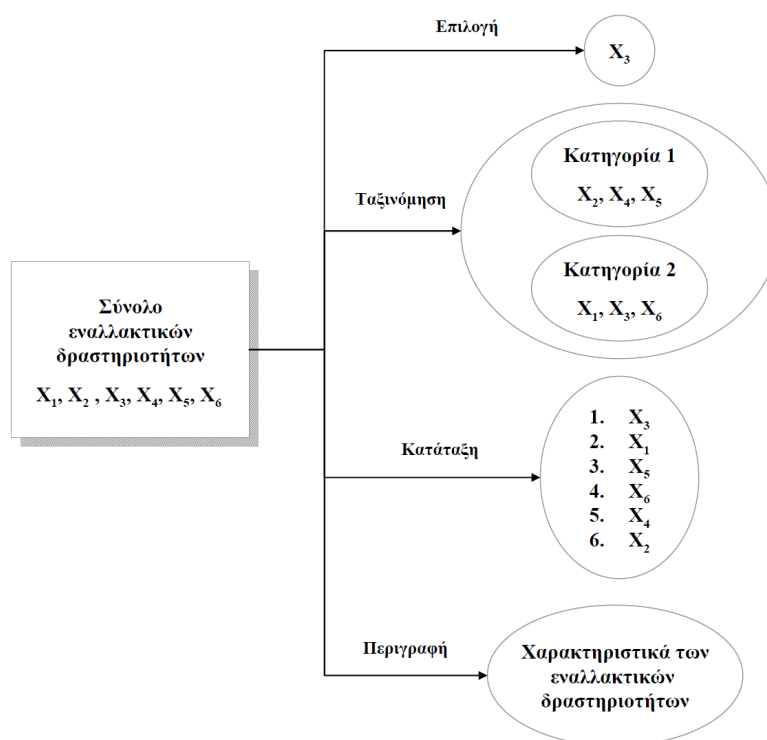 Επιλογή
X₃
Κατηγορία 1
X₂, X₄, X₅
Ταξινόμηση
Κατηγορία 2
X₁, X₃, X₆
Σύνολο
εναλλακτικών
δραστηριοτήτων
X₁, X₂ , X₃, X₄, X₅, X₆
Κατάταξη
1. X₃
2. X₁
3. X₅
4. X₆
5. X₄
6. X₂
Περιγραφή
Χαρακτηριστικά των
εναλλακτικών
δραστηριοτήτων